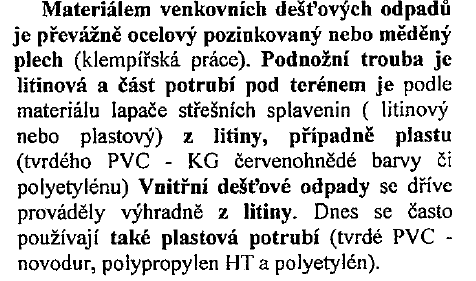 Materiálem venkovních dešťových odpadů
je převážně ocelový pozinkovaný nebo měděný
plech (klempířská práce). Podnožní trouba je
litinová a část potrubí pod terénem je podle
materiálu lapače střešních splavenin ( litinový
nebo plastový) z litiny, případně plastu
(tvrdého PVC - KG červenohnědé barvy či
polyetylénu) Vnitřní dešťové odpady se dříve
prováděly výhradně z litiny. Dnes se často
používají také plastová potrubí (tvrdé PVC -
novodur, polypropylen HT a polyetylén).